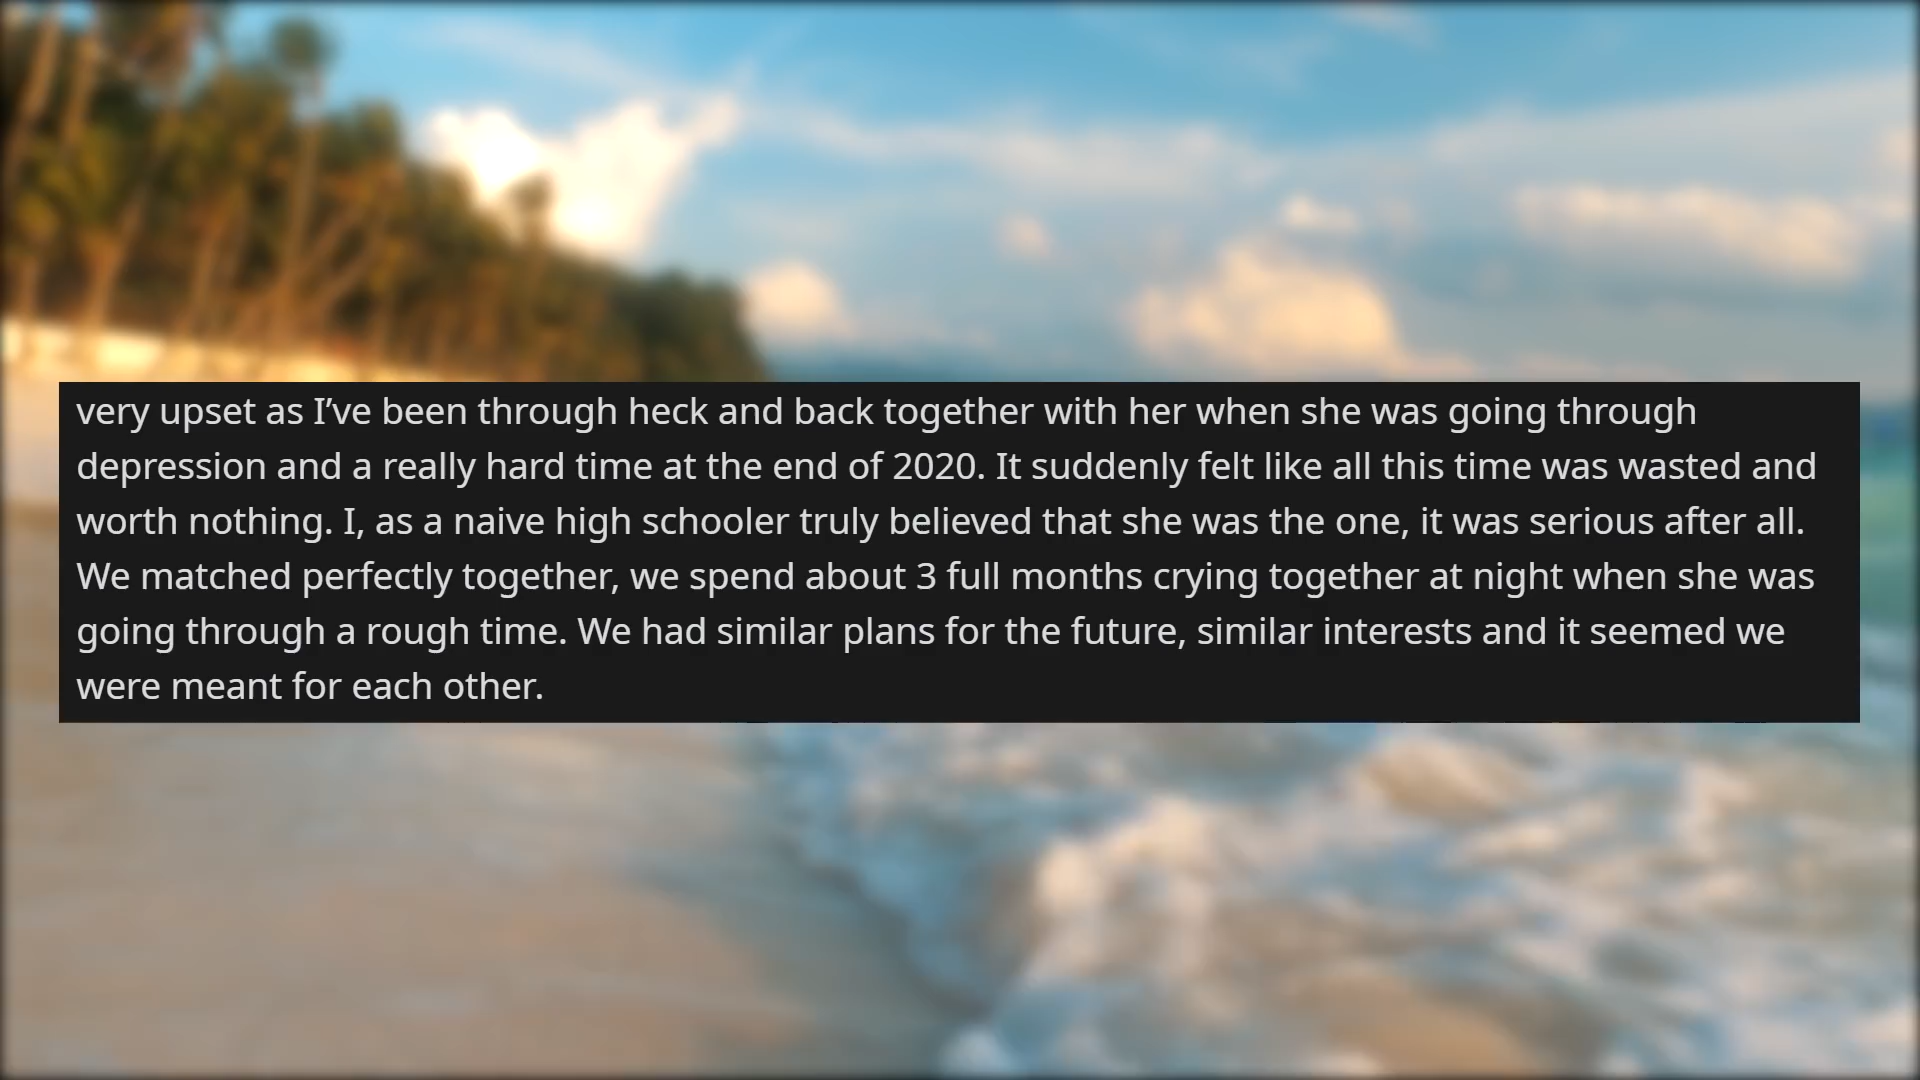 very upset as I’ve been through heck and back together with her when she was going through
depression and a really hard time at the end of 2020. It suddenly felt like all this time was wasted and
worth nothing. I, as a naive high schooler truly believed that she was the one, it was serious after all.
We matched perfectly together, we spend about 3 full months crying together at night when she was
going through a rough time. We had similar plans for the future, similar interests and it seemed we
were meant for each other.